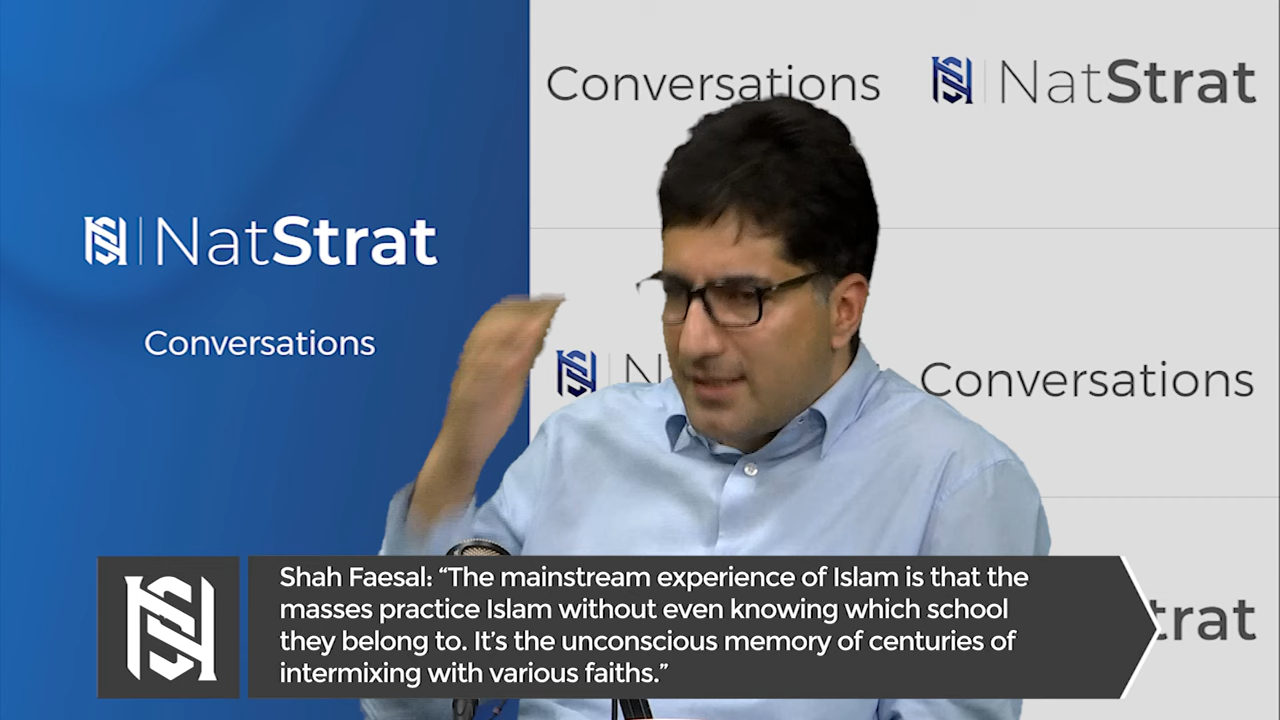 Conversations
NatStrat
NatStrat
Conversations
N
Conversations
Shah Faesal: “The mainstream experience of Islam is that the
masses practice Islam without even knowing which school
they belong to. It’s the unconscious memory of centuries of
intermixing with various faiths.”
trat